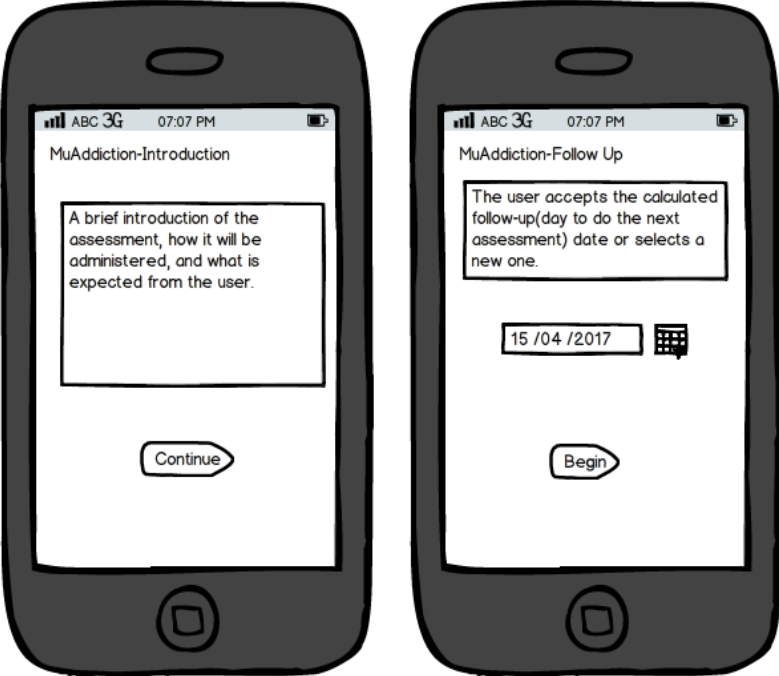 ABC 3G 07:07 PM
MuAddiction-Introduction
A brief introduction of the
assessment, how it will be
administered, and what is
expected from the user.
Continue
ABC 3G 07:07 PM
MuAddiction-Follow Up
The user accepts the calculated
follow-up(day to do the next
assessment) date or selects a
new one.
15 /04 /2017
Begin